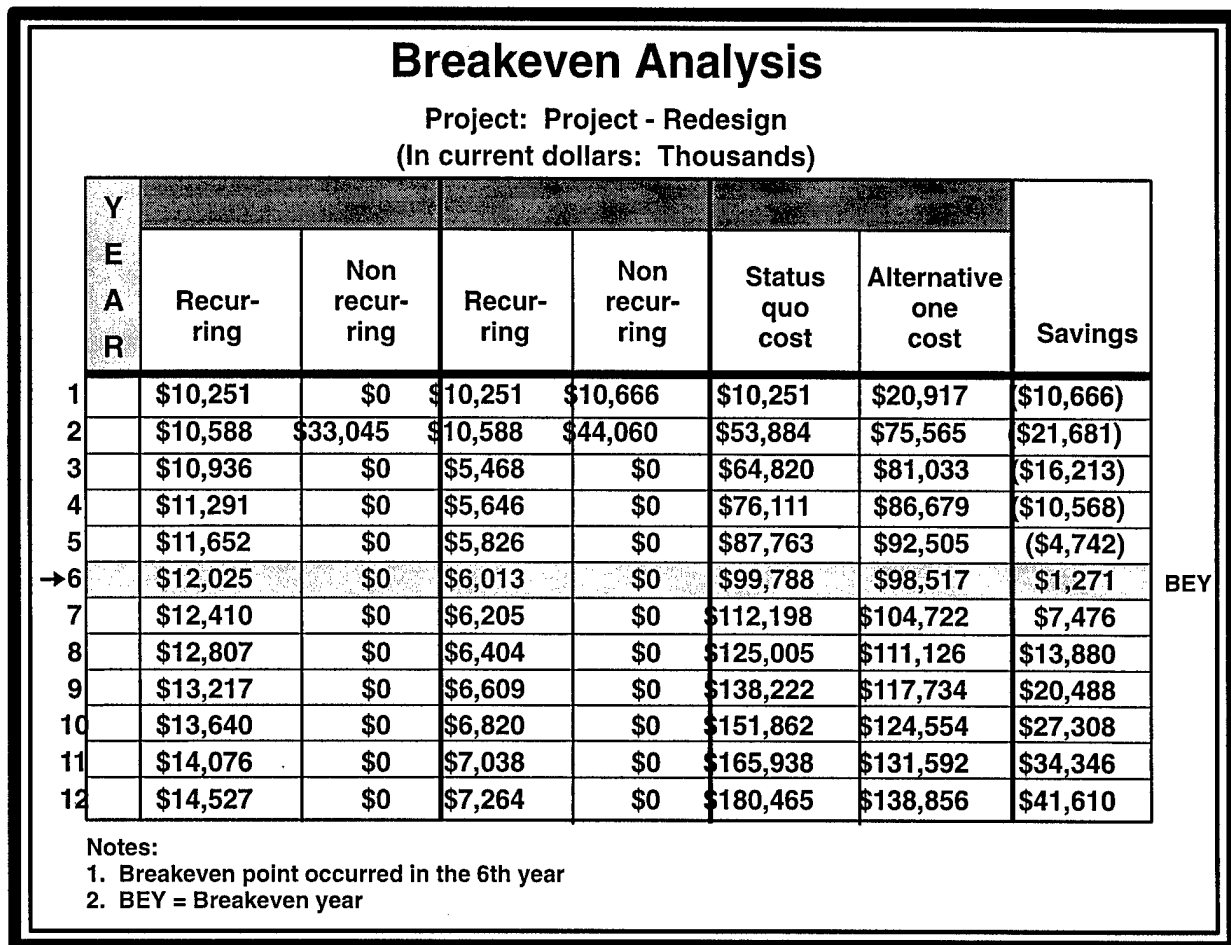 Breakeven Analysis
Project: Project - Redesign
(In current dollars: Thousands)
Y
E
A
R
Recur-
ring
Non
recur-
ring
Recur-
ring
Non
recur-
ring
Status
quo
cost
Alternative
one
cost
Savings
1 $10,251 $0 $10,251 $10,666 $10,251 $20,917 ($10,666)
2 $10,588 $33,045 $10,588 $44,060 $53,884 $75,565 ($21,681)
3 $10,936 $0 $5,468 $0 $64,820 $81,033 ($16,213)
4 $11,291 $0 $5,646 $0 $76,111 $86,679 ($10,568)
5 $11,652 $0 $5,826 $0 $87,763 $92,505 ($4,742)
→6 $12,025 $0 $6,013 $0 $99,788 $98,517 $1,271 BEY
7 $12,410 $0 $6,205 $0 $112,198 $104,722 $7,476
8 $12,807 $0 $6,404 $0 $125,005 $111,126 $13,880
9 $13,217 $0 $6,609 $0 $138,222 $117,734 $20,488
10 $13,640 $0 $6,820 $0 $151,862 $124,554 $27,308
11 $14,076 $0 $7,038 $0 $165,938 $131,592 $34,346
12 $14,527 $0 $7,264 $0 $180,465 $138,856 $41,610
Notes:
1. Breakeven point occurred in the 6th year
2. BEY = Breakeven year